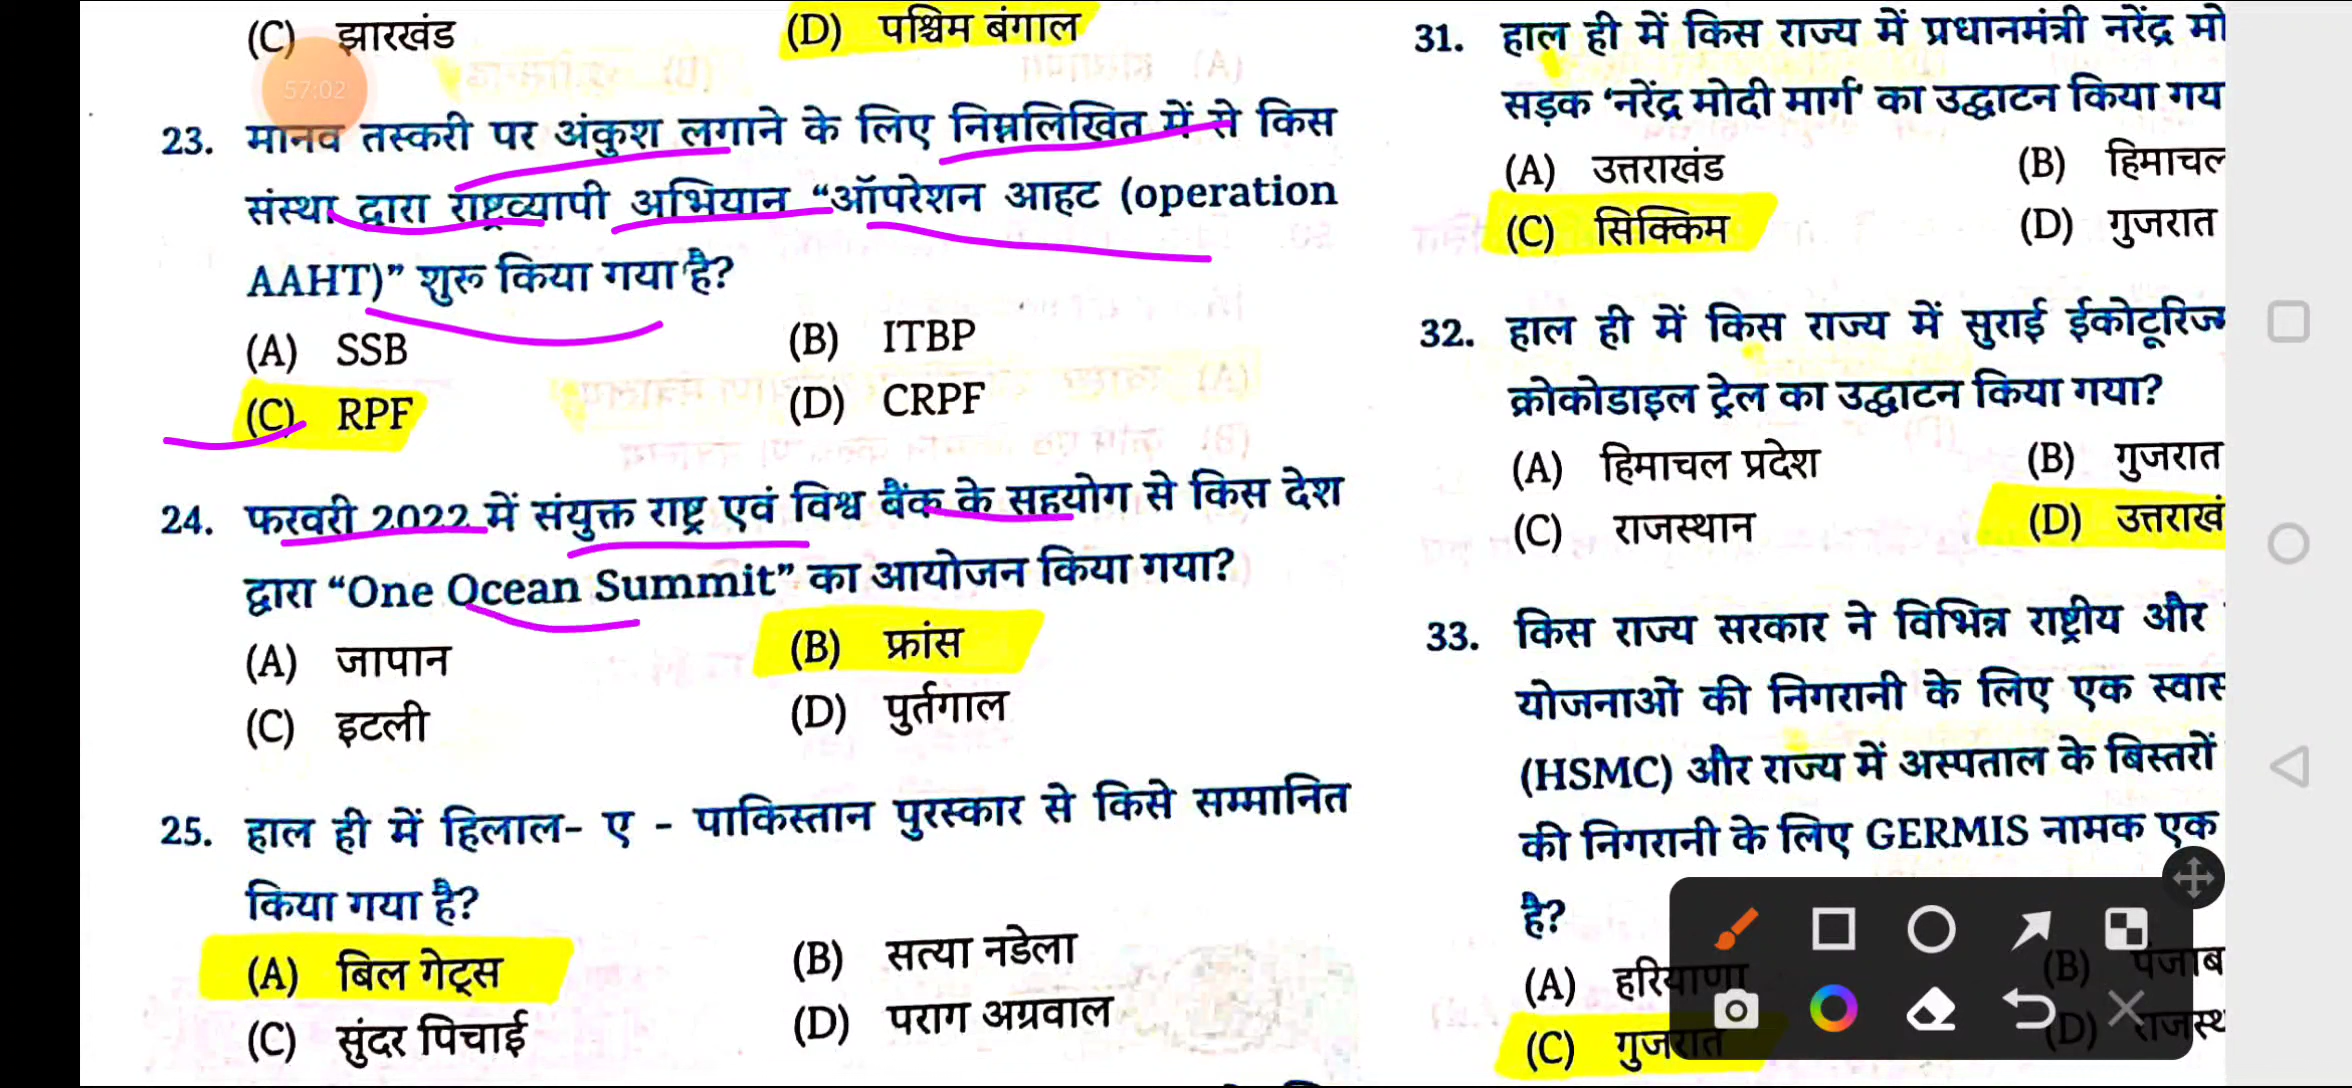 (C) झारखंड
(D) पश्चिम बंगाल
57:02
23. मानव तस्करी पर अंकुश लगाने के लिए निम्नलिखित में से किस
संस्था द्वारा राष्ट्रव्यापी अभियान “ऑपरेशन आहट (operation
AAHT)” शुरू किया गया है?
(A) SSB
(B) ITBP
(C) RPF
(D) CRPF
24. फरवरी 2022 में संयुक्त राष्ट्र एवं विश्व बैंक के सहयोग से किस देश
द्वारा “One Ocean Summit” का आयोजन किया गया?
(A) जापान
(B) फ्रांस
(C) इटली
(D) पुर्तगाल
25. हाल ही में हिलाल- ए - पाकिस्तान पुरस्कार से किसे सम्मानित
किया गया है?
(A) बिल गेट्स
(B) सत्या नडेला
(C) सुंदर पिचाई
(D) पराग अग्रवाल
31. हाल ही में किस राज्य में प्रधानमंत्री नरेंद्र मो
सड़क ‘नरेंद्र मोदी मार्ग’ का उद्घाटन किया गय
(A) उत्तराखंड
(B) हिमाचल
(C) सिक्किम
(D) गुजरात
32. हाल ही में किस राज्य में सुराई ईकोटूरिज्म
क्रोकोडाइल ट्रेल का उद्घाटन किया गया?
(A) हिमाचल प्रदेश
(B) गुजरात
(C) राजस्थान
(D) उत्तराखं
33. किस राज्य सरकार ने विभिन्न राष्ट्रीय और
योजनाओं की निगरानी के लिए एक स्वास
(HSMC) और राज्य में अस्पताल के बिस्तरों
की निगरानी के लिए GERMIS नामक एक
है?
(A) हरियाणा
(B) पंजाब
(C) गुजरात
(D) राजस्थ